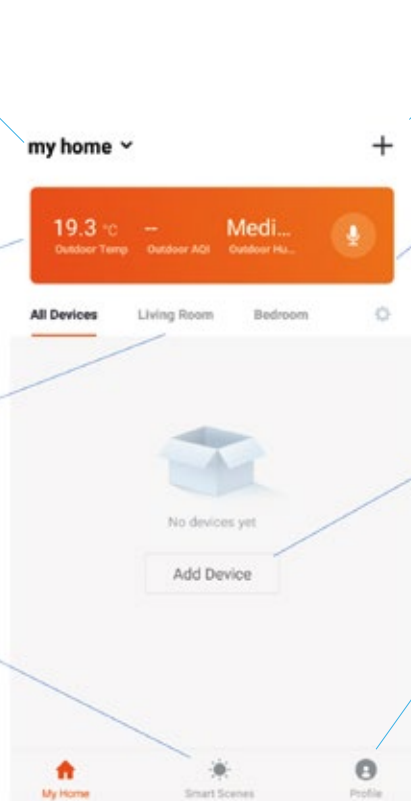 my home
19.3 °C -- Medi...
Outdoor Temp Outdoor AQI Outdoor Hu...
All Devices Living Room Bedroom
No devices yet
Add Device
My Home Smart Scenes Profile